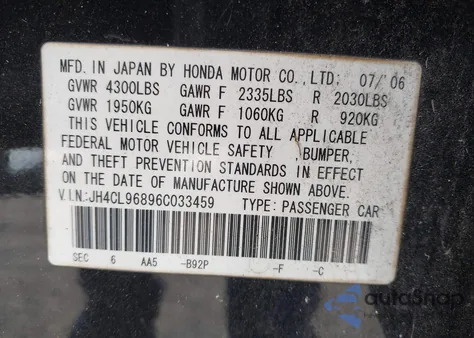 MFD. IN JAPAN BY HONDA MOTOR CO., LTD: 07/'06
GVWR 4300LBS GAWR F 2335LBS R 2030LBS
GVWR 1950KG GAWR F 1060KG R 920KG
THIS VEHICLE CONFORMS TO ALL APPLICABLE
FEDERAL MOTOR VEHICLE SAFETY ,BUMPER,
AND THEFT PREVENTION STANDARDS IN EFFECT
ON THE DATE OF MANUFACTURE SHOWN ABOVE.
V.I.N:JH4CL96896C033459 TYPE: PASSENGER CAR
SEC 6 AA5 -B92P -F -C
autoSnap